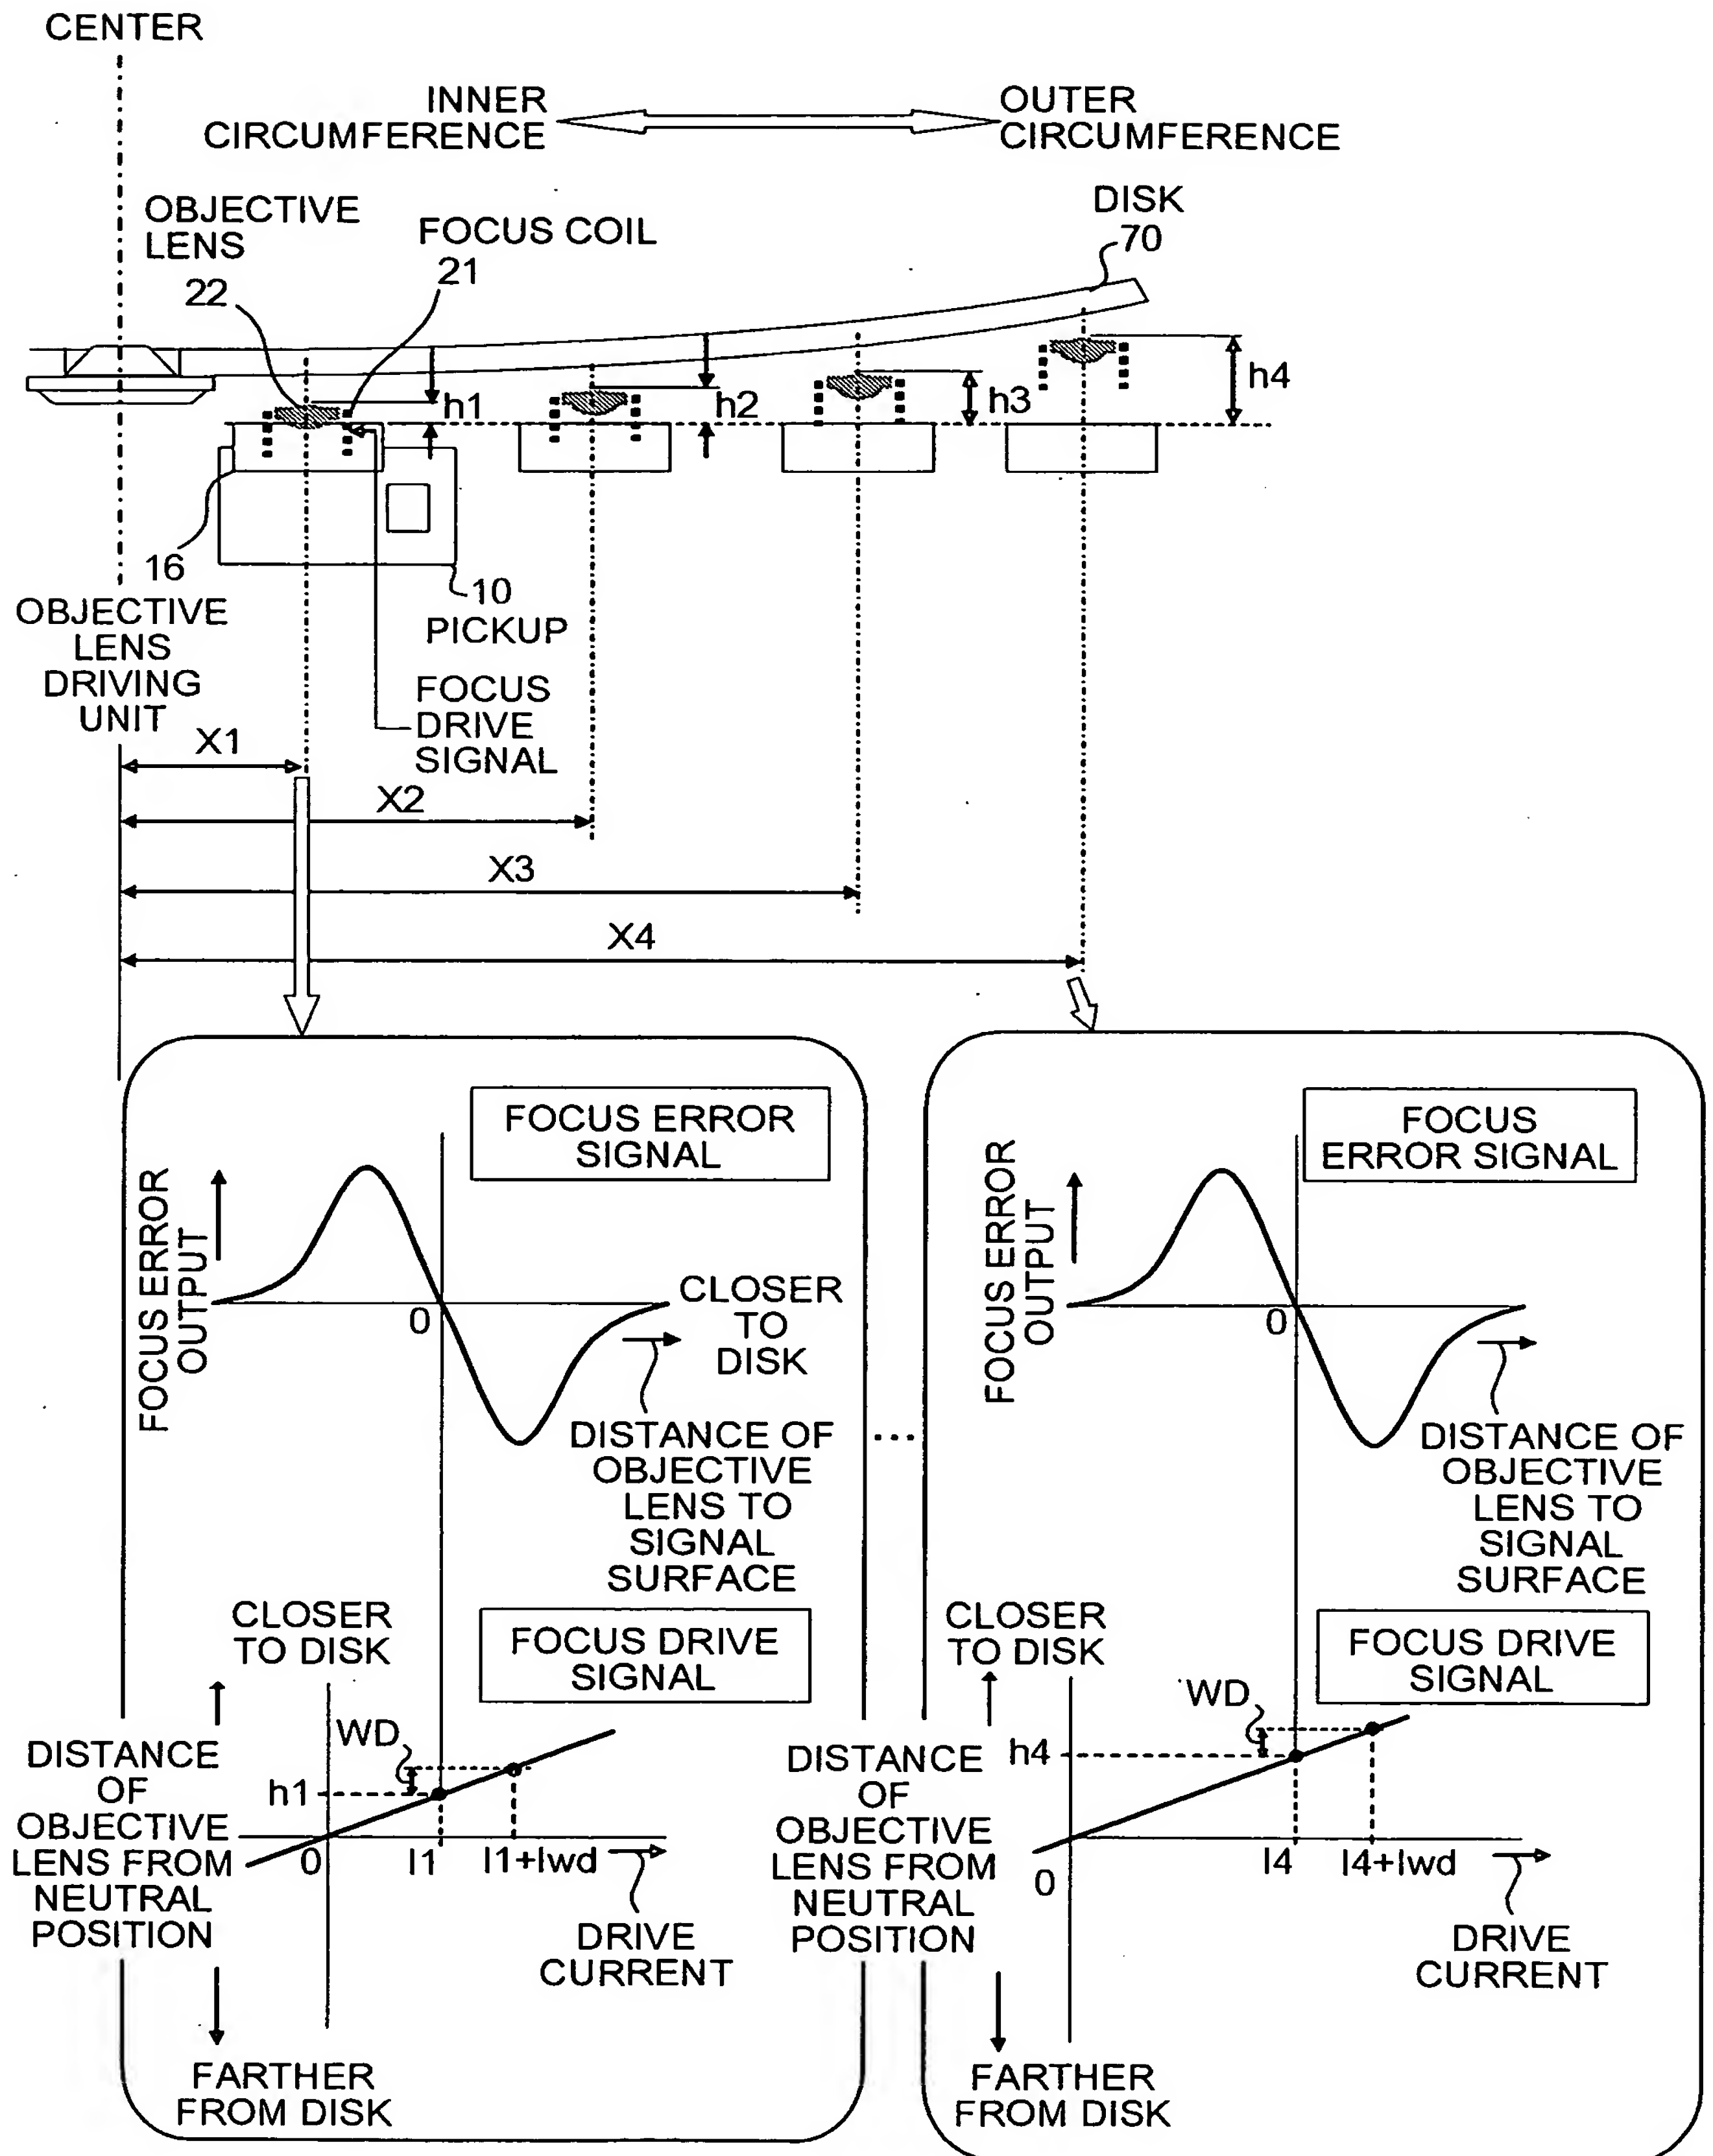 CENTER
INNER
CIRCUMFERENCE
OUTER
CIRCUMFERENCE
OBJECTIVE
LENS
22
FOCUS COIL
21
DISK
70
h1
h2
h3
h4
16
OBJECTIVE
LENS
DRIVING
UNIT
10
PICKUP
FOCUS
DRIVE
SIGNAL
X1
X2
X3
X4
FOCUS ERROR
SIGNAL
FOCUS ERROR
OUTPUT
0
CLOSER
TO
DISK
DISTANCE OF
OBJECTIVE
LENS TO
SIGNAL
SURFACE
CLOSER
TO DISK
FOCUS DRIVE
SIGNAL
WD
h1
DISTANCE
OF
OBJECTIVE
LENS FROM
NEUTRAL
POSITION
0
I1
I1+Iwd
DRIVE
CURRENT
FARTHER
FROM DISK
...
FOCUS
ERROR SIGNAL
FOCUS ERROR
OUTPUT
0
DISTANCE OF
OBJECTIVE
LENS TO
SIGNAL
SURFACE
CLOSER
TO DISK
FOCUS DRIVE
SIGNAL
WD
h4
DISTANCE
OF
OBJECTIVE
LENS FROM
NEUTRAL
POSITION
0
I4
I4+Iwd
DRIVE
CURRENT
FARTHER
FROM DISK